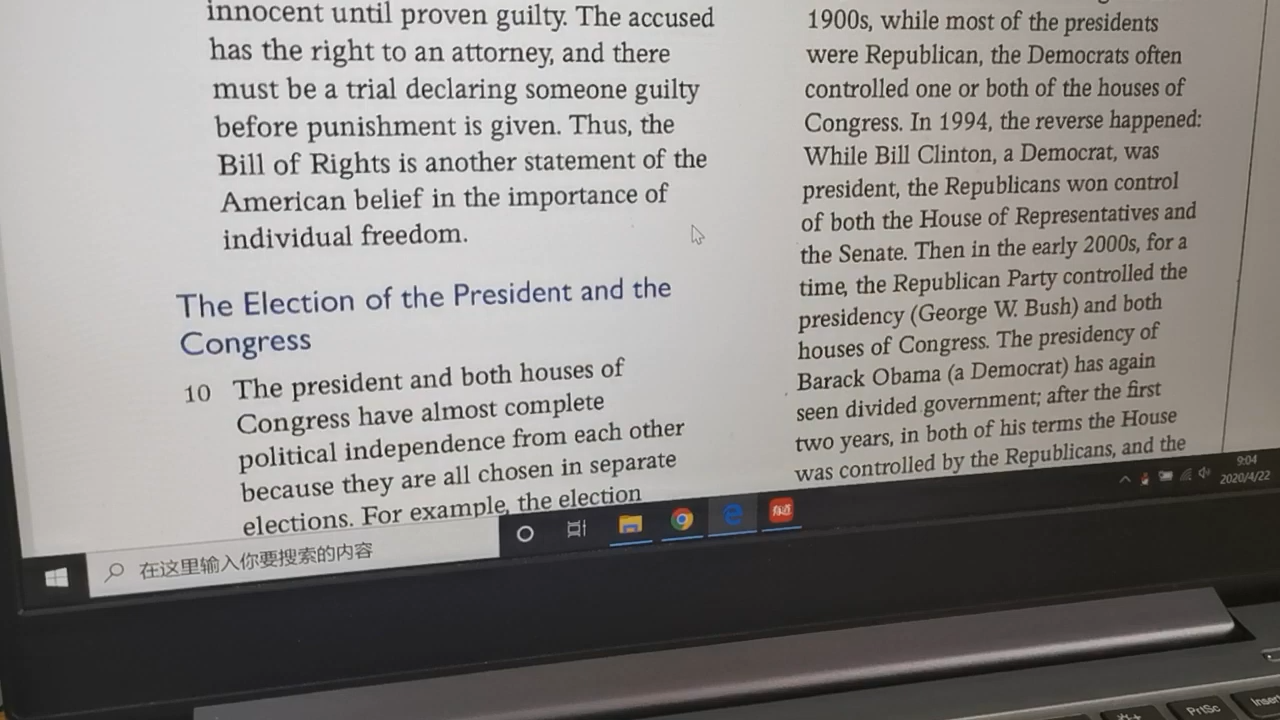 innocent until proven guilty. The accused
has the right to an attorney, and there
must be a trial declaring someone guilty
before punishment is given. Thus, the
Bill of Rights is another statement of the
American belief in the importance of
individual freedom.
The Election of the President and the
Congress
10 The president and both houses of
Congress have almost complete
political independence from each other
because they are all chosen in separate
elections. For example, the election
1900s, while most of the presidents
were Republican, the Democrats often
controlled one or both of the houses of
Congress. In 1994, the reverse happened:
While Bill Clinton, a Democrat, was
president, the Republicans won control
of both the House of Representatives and
the Senate. Then in the early 2000s, for a
time, the Republican Party controlled the
presidency (George W. Bush) and both
houses of Congress. The presidency of
Barack Obama (a Democrat) has again
seen divided government; after the first
two years, in both of his terms the House
was controlled by the Republicans, and the
在这里输入你要搜索的内容
有道
9:04
2020/4/22
PrtSc
Insert